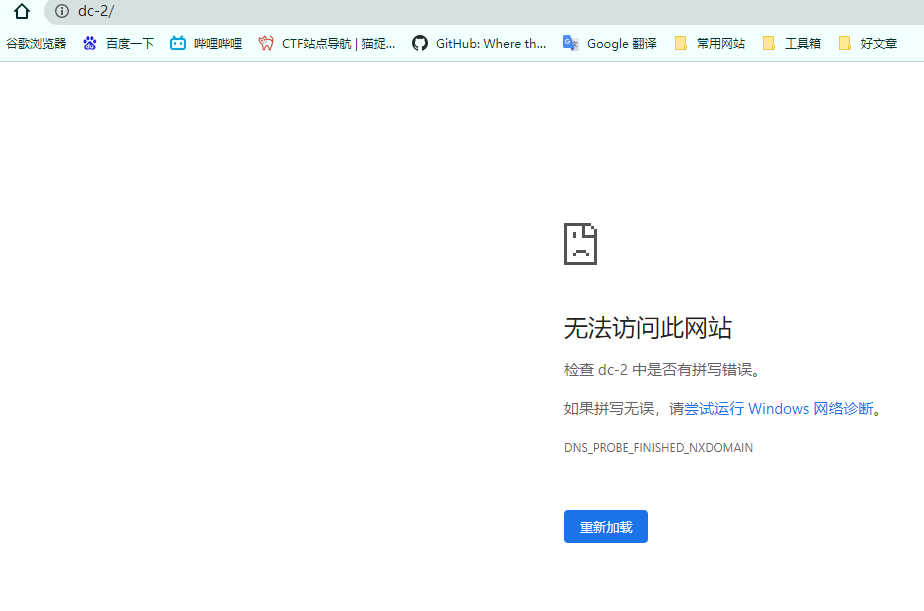 dc-2/
谷歌浏览器 百度一下 哔哩哔哩 CTF站点导航 | 猫捉... GitHub: Where th... Google 翻译 常用网站 工具箱 好文章
无法访问此网站
检查 dc-2 中是否有拼写错误。
如果拼写无误，请尝试运行 Windows 网络诊断。
DNS_PROBE_FINISHED_NXDOMAIN
重新加载